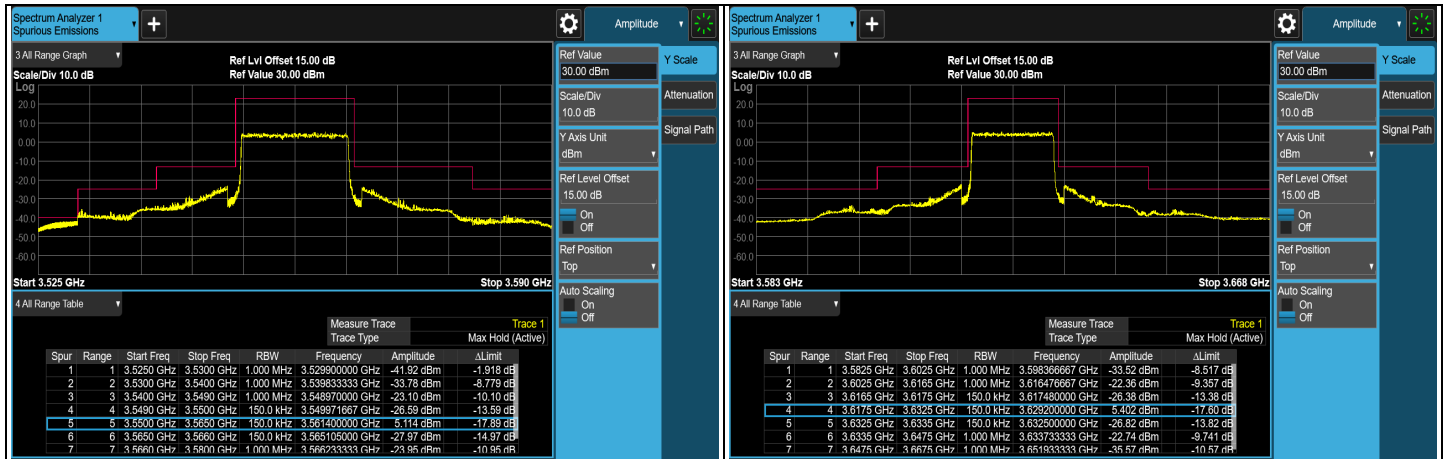 Spectrum Analyzer 1
Spurious Emissions
+
Amplitude
3 All Range Graph
Ref Lvl Offset 15.00 dB
Scale/Div 10.0 dB
Ref Value 30.00 dBm
Log
20.0
10.0
0.00
-10.0
-20.0
-30.0
-40.0
-50.0
-60.0
Start 3.525 GHz
Stop 3.590 GHz
Ref Value
30.00 dBm
Scale/Div
10.0 dB
Y Axis Unit
dBm
Ref Level Offset
15.00 dB
On
Off
Ref Position
Top
Auto Scaling
On
Off
Y Scale
Attenuation
Signal Path
4 All Range Table
Measure Trace Trace 1
Trace Type Max Hold (Active)
Spur Range Start Freq Stop Freq RBW Frequency Amplitude ΔLimit
1 1 3.5250 GHz 3.5300 GHz 1.000 MHz 3.529900000 GHz -41.92 dBm -1.918 dB
2 2 3.5300 GHz 3.5400 GHz 1.000 MHz 3.539833333 GHz -33.78 dBm -8.779 dB
3 3 3.5400 GHz 3.5490 GHz 1.000 MHz 3.548970000 GHz -23.10 dBm -10.10 dB
4 4 3.5490 GHz 3.5500 GHz 150.0 kHz 3.549971667 GHz -26.59 dBm -13.59 dB
5 5 3.5500 GHz 3.5650 GHz 150.0 kHz 3.561400000 GHz 5.114 dBm -17.89 dB
6 6 3.5650 GHz 3.5660 GHz 150.0 kHz 3.565105000 GHz -27.97 dBm -14.97 dB
7 7 3.5660 GHz 3.5800 GHz 1.000 MHz 3.566233333 GHz -23.95 dBm -10.95 dB
Spectrum Analyzer 1
Spurious Emissions
+
Amplitude
3 All Range Graph
Ref Lvl Offset 15.00 dB
Scale/Div 10.0 dB
Ref Value 30.00 dBm
Log
20.0
10.0
0.00
-10.0
-20.0
-30.0
-40.0
-50.0
-60.0
Start 3.583 GHz
Stop 3.668 GHz
Ref Value
30.00 dBm
Scale/Div
10.0 dB
Y Axis Unit
dBm
Ref Level Offset
15.00 dB
On
Off
Ref Position
Top
Auto Scaling
On
Off
Y Scale
Attenuation
Signal Path
4 All Range Table
Measure Trace Trace 1
Trace Type Max Hold (Active)
Spur Range Start Freq Stop Freq RBW Frequency Amplitude ΔLimit
1 1 3.5825 GHz 3.6025 GHz 1.000 MHz 3.598366667 GHz -33.52 dBm -8.517 dB
2 2 3.6025 GHz 3.6165 GHz 1.000 MHz 3.616476667 GHz -22.36 dBm -9.357 dB
3 3 3.6165 GHz 3.6175 GHz 150.0 kHz 3.617480000 GHz -26.38 dBm -13.38 dB
4 4 3.6175 GHz 3.6325 GHz 150.0 kHz 3.629200000 GHz 5.402 dBm -17.60 dB
5 5 3.6325 GHz 3.6335 GHz 150.0 kHz 3.632500000 GHz -26.82 dBm -13.82 dB
6 6 3.6335 GHz 3.6475 GHz 1.000 MHz 3.633733333 GHz -22.74 dBm -9.741 dB
7 7 3.6475 GHz 3.6675 GHz 1.000 MHz 3.651933333 GHz -35.57 dBm -10.57 dB